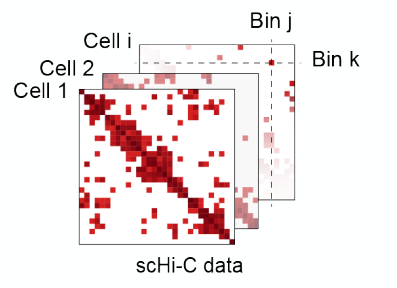 Bin j
Cell i
Bin k
Cell 2
Cell 1
scHi-C data